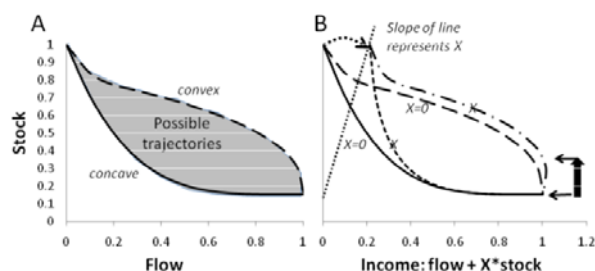 A
Stock
1
0.9
0.8
0.7
0.6
0.5
0.4
0.3
0.2
0.1
0
convex
Possible
trajectories
concave
0 0.2 0.4 0.6 0.8 1
Flow
B
Slope of line
represents X
X=0
X
X=0
X
0 0.2 0.4 0.6 0.8 1 1.2
Income: flow + X*stock